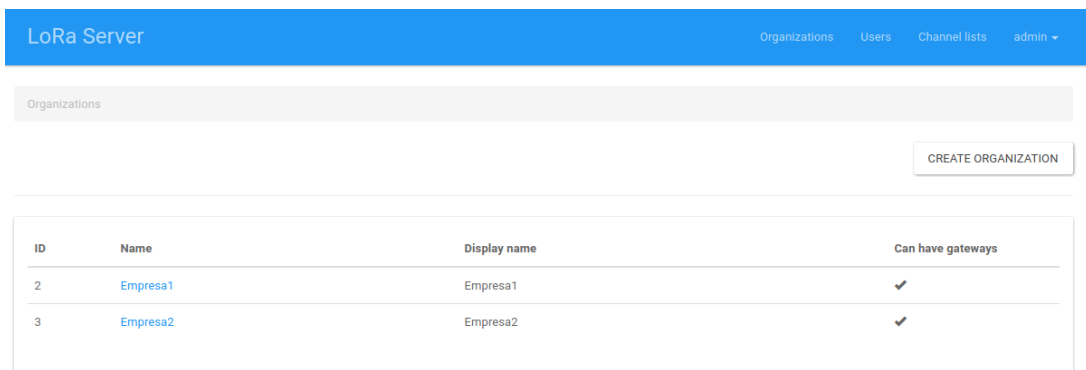 LoRa Server Organizations Users Channel lists admin
Organizations
CREATE ORGANIZATION
ID Name Display name Can have gateways
2 Empresa1 Empresa1
3 Empresa2 Empresa2